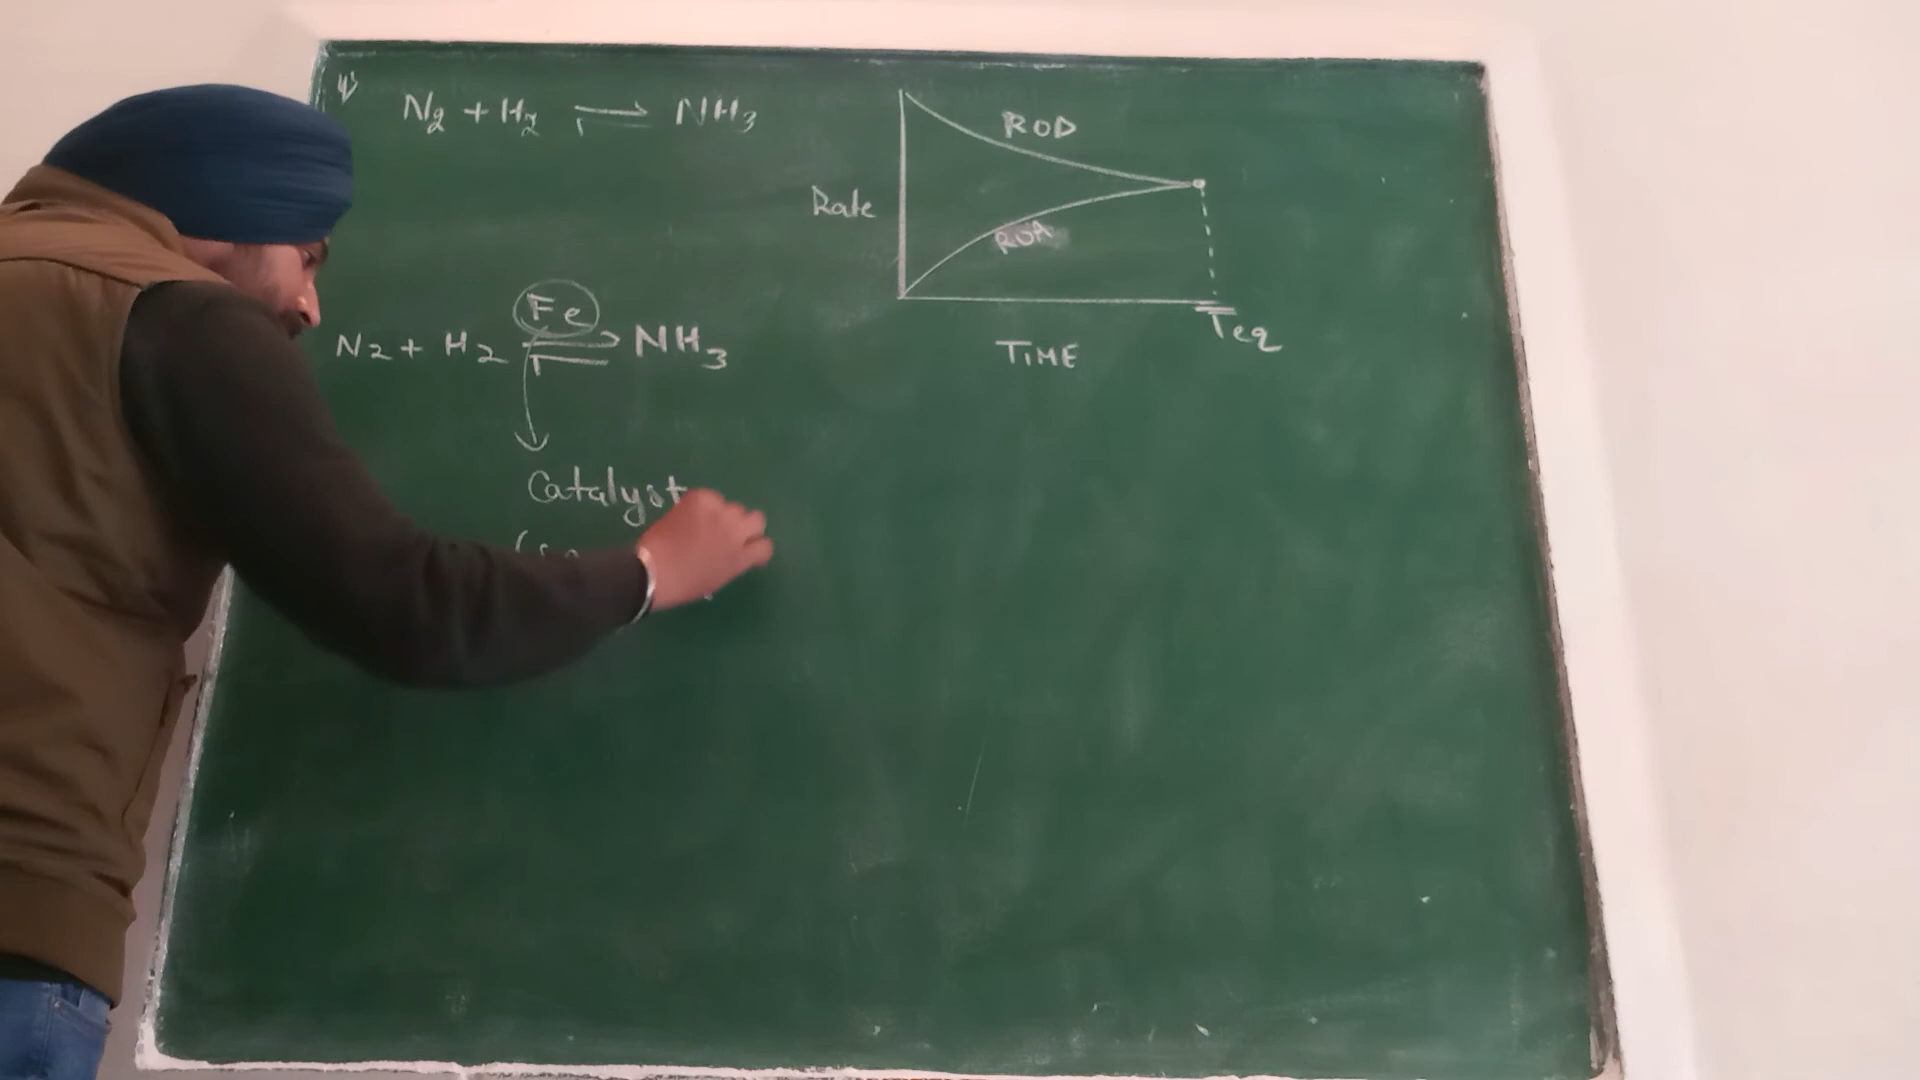 N2 + H2 ⇌ NH3
ROD
Rate
ROA
Teq
TIME
Fe
N2 + H2 ⇌ NH3
Catalyst